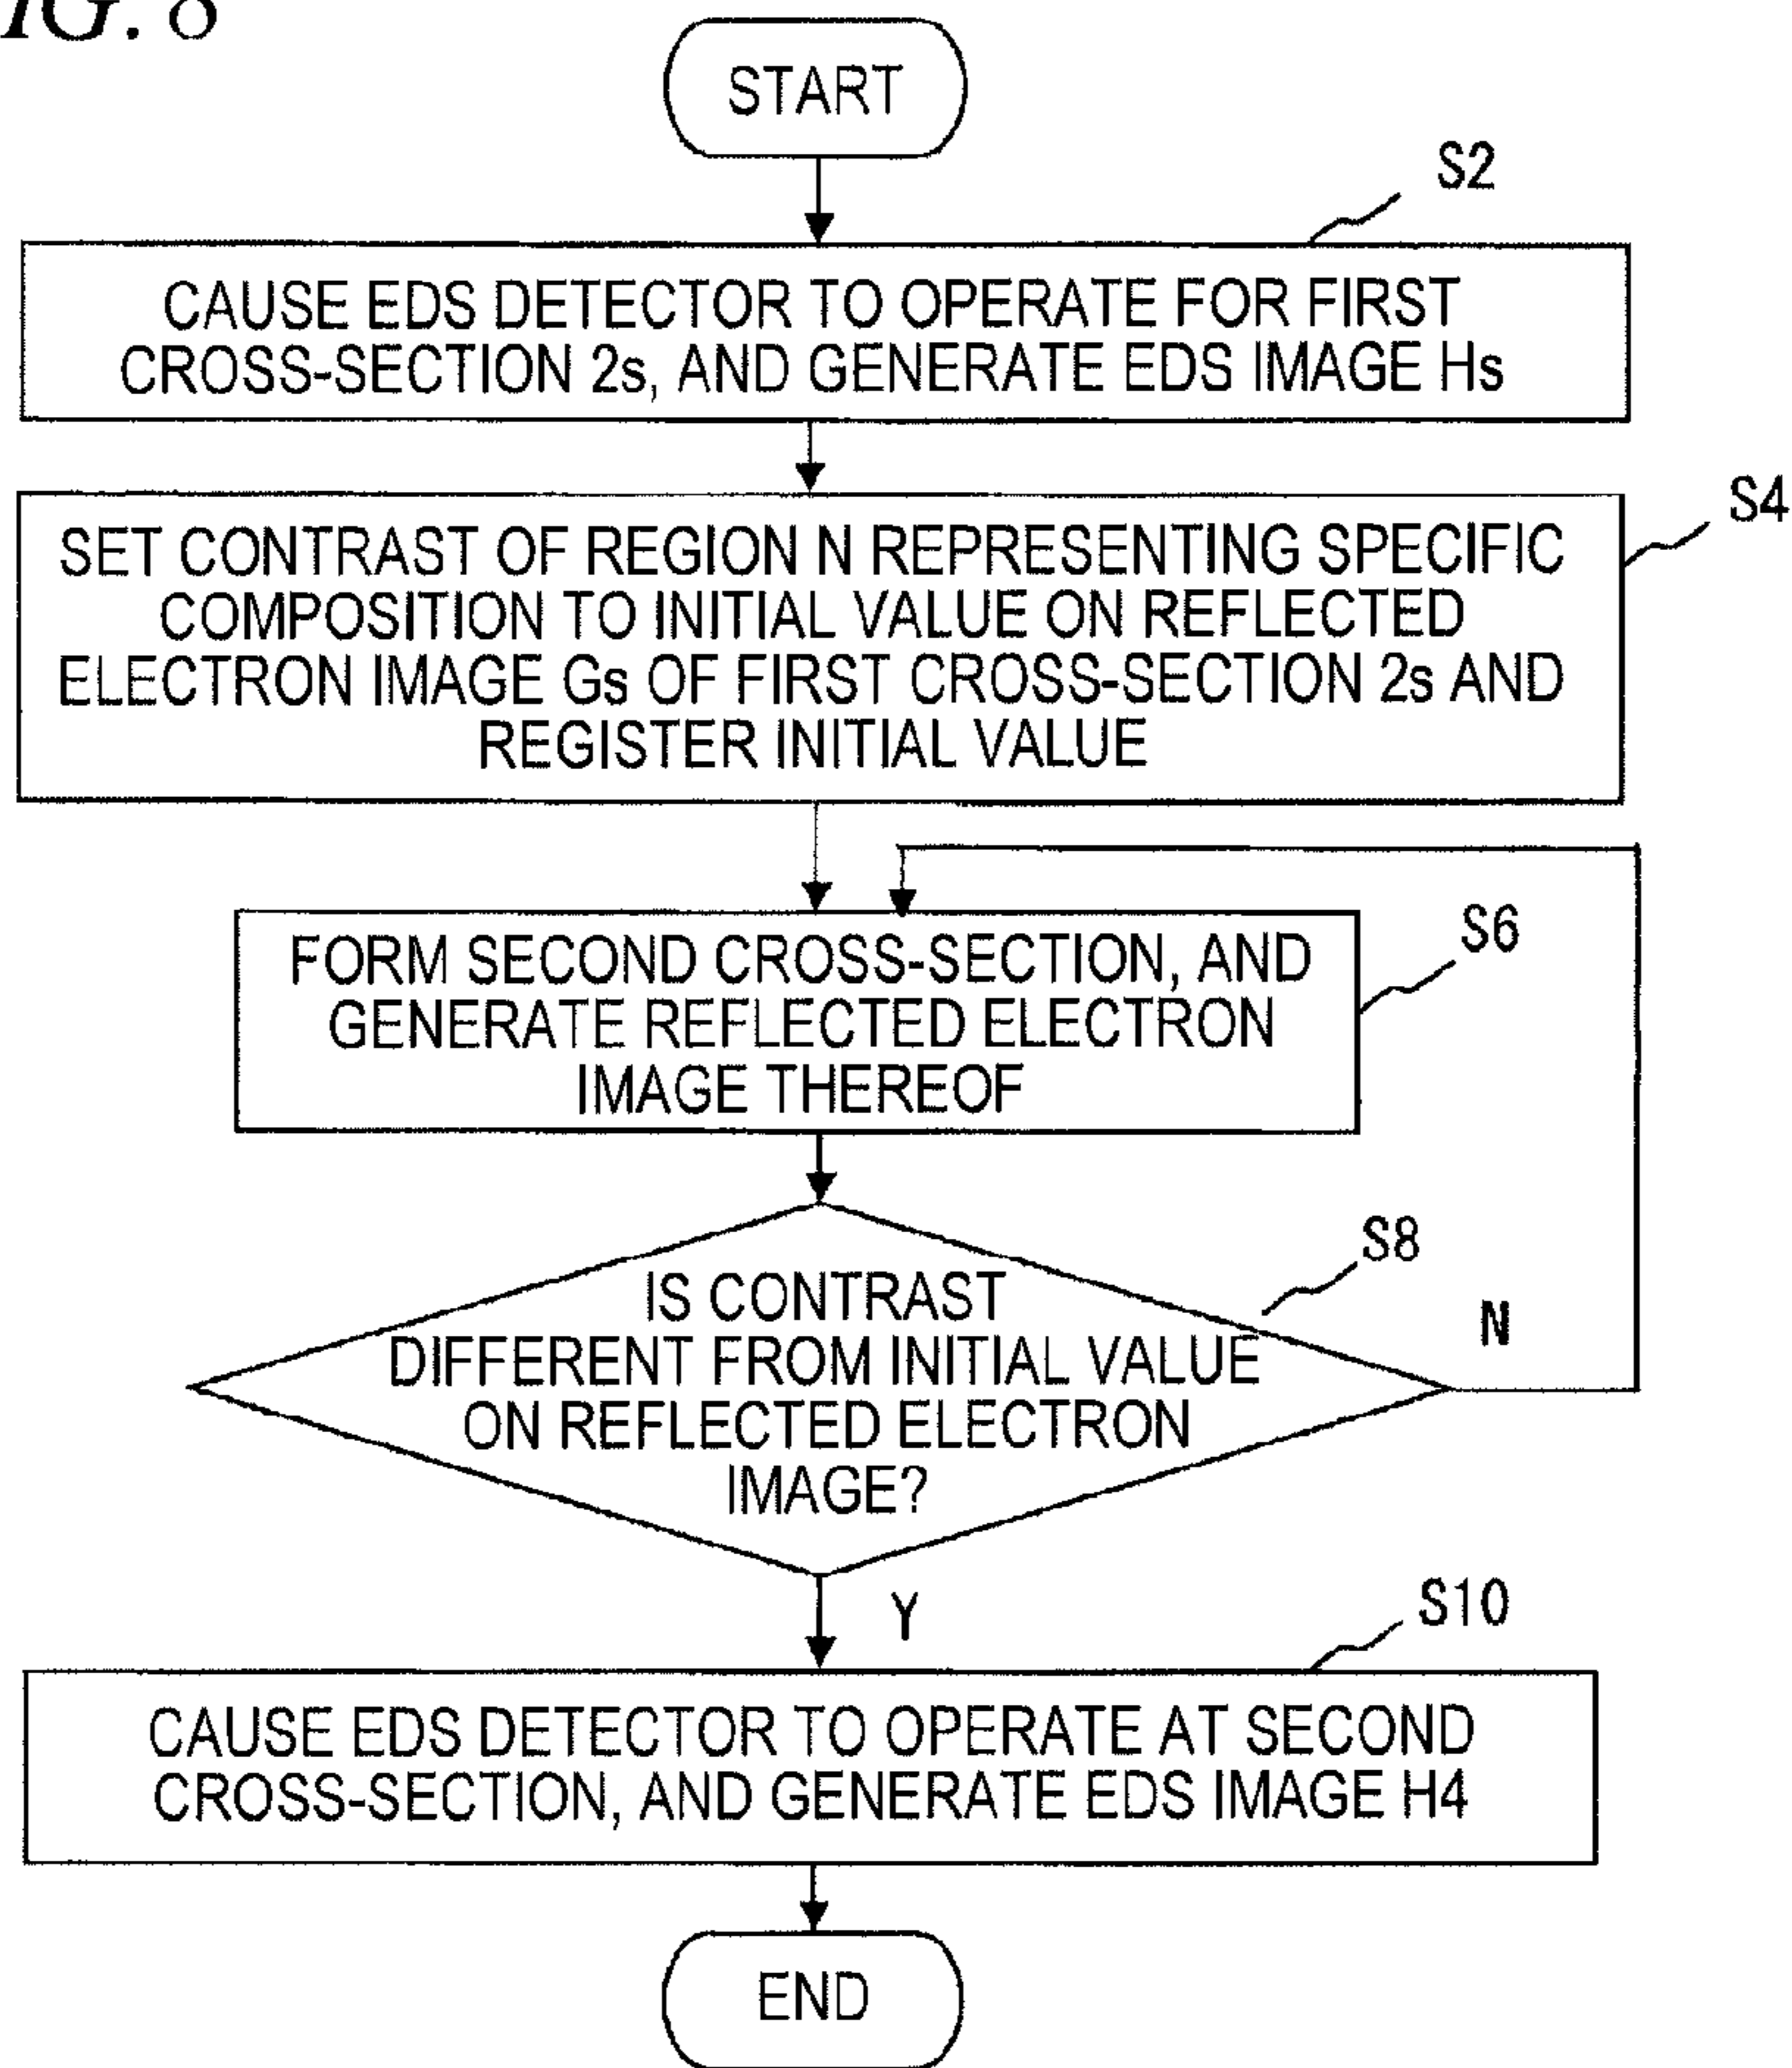 FIG. 8
START
S2
CAUSE EDS DETECTOR TO OPERATE FOR FIRST
CROSS-SECTION 2s, AND GENERATE EDS IMAGE Hs
S4
SET CONTRAST OF REGION N REPRESENTING SPECIFIC
COMPOSITION TO INITIAL VALUE ON REFLECTED
ELECTRON IMAGE Gs OF FIRST CROSS-SECTION 2s AND
REGISTER INITIAL VALUE
S6
FORM SECOND CROSS-SECTION, AND
GENERATE REFLECTED ELECTRON
IMAGE THEREOF
S8
IS CONTRAST
DIFFERENT FROM INITIAL VALUE
ON REFLECTED ELECTRON
IMAGE?
N
Y
S10
CAUSE EDS DETECTOR TO OPERATE AT SECOND
CROSS-SECTION, AND GENERATE EDS IMAGE H4
END